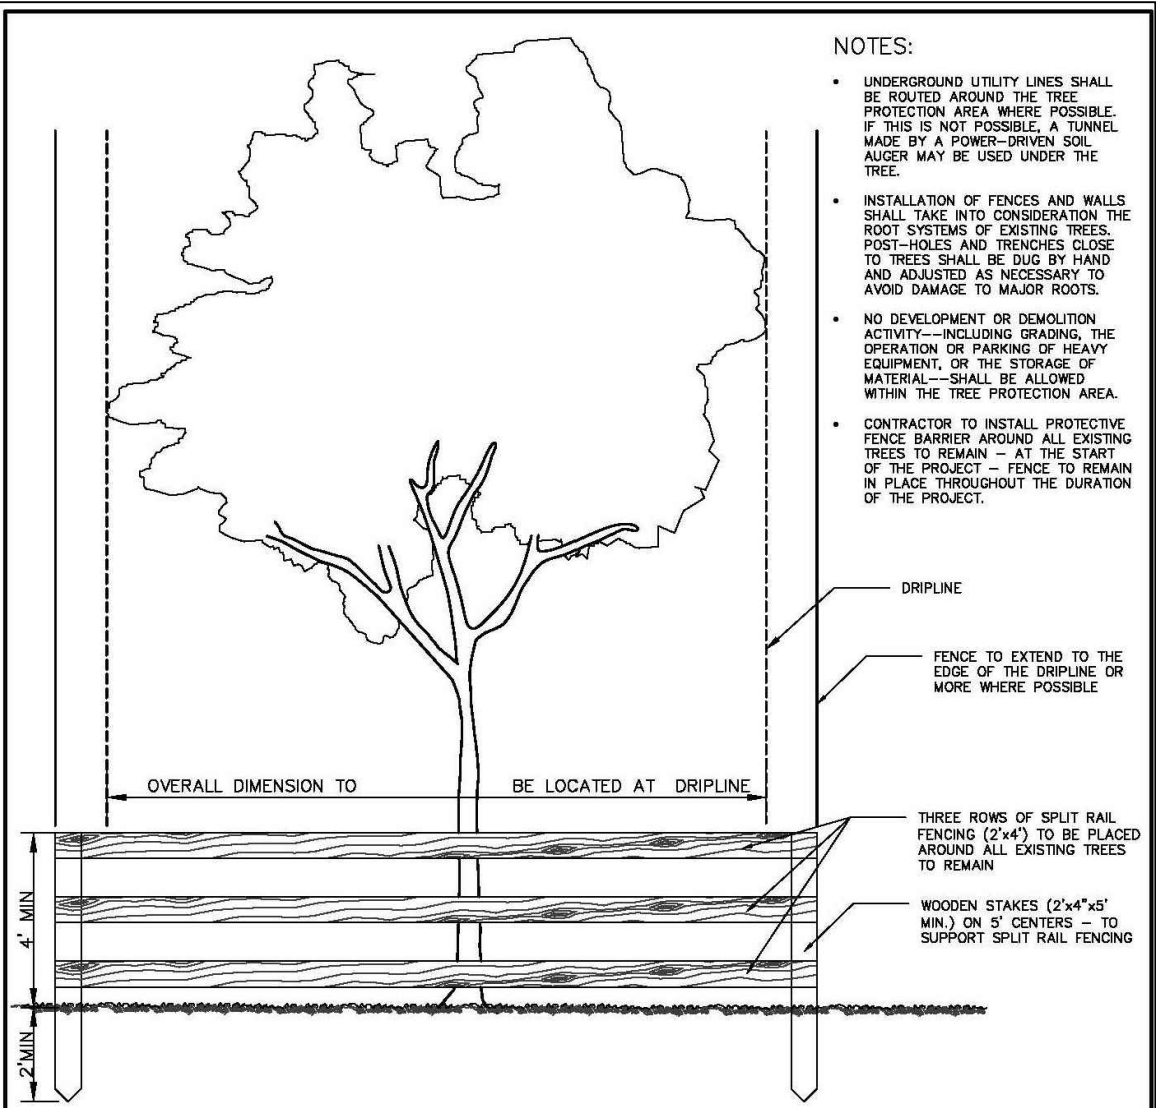 NOTES:
• UNDERGROUND UTILITY LINES SHALL
BE ROUTED AROUND THE TREE
PROTECTION AREA WHERE POSSIBLE.
IF THIS IS NOT POSSIBLE, A TUNNEL
MADE BY A POWER-DRIVEN SOIL
AUGER MAY BE USED UNDER THE
TREE.
• INSTALLATION OF FENCES AND WALLS
SHALL TAKE INTO CONSIDERATION THE
ROOT SYSTEMS OF EXISTING TREES.
POST-HOLES AND TRENCHES CLOSE
TO TREES SHALL BE DUG BY HAND
AND ADJUSTED AS NECESSARY TO
AVOID DAMAGE TO MAJOR ROOTS.
• NO DEVELOPMENT OR DEMOLITION
ACTIVITY--INCLUDING GRADING, THE
OPERATION OR PARKING OF HEAVY
EQUIPMENT, OR THE STORAGE OF
MATERIAL--SHALL BE ALLOWED
WITHIN THE TREE PROTECTION AREA.
• CONTRACTOR TO INSTALL PROTECTIVE
FENCE BARRIER AROUND ALL EXISTING
TREES TO REMAIN - AT THE START
OF THE PROJECT - FENCE TO REMAIN
IN PLACE THROUGHOUT THE DURATION
OF THE PROJECT.
DRIPLINE
FENCE TO EXTEND TO THE
EDGE OF THE DRIPLINE OR
MORE WHERE POSSIBLE
OVERALL DIMENSION TO BE LOCATED AT DRIPLINE
THREE ROWS OF SPLIT RAIL
FENCING (2'x4') TO BE PLACED
AROUND ALL EXISTING TREES
TO REMAIN
WOODEN STAKES (2'x4"x5'
MIN.) ON 5' CENTERS - TO
SUPPORT SPLIT RAIL FENCING
4' MIN
2'MIN